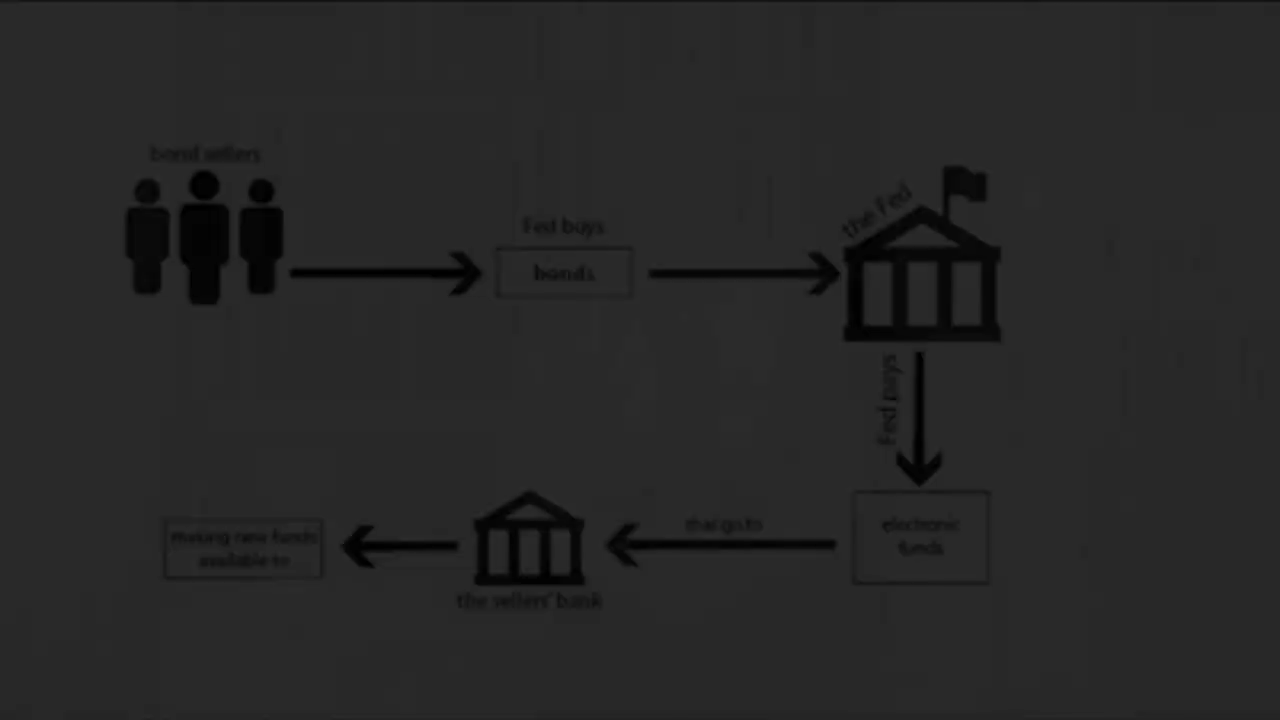 bond sellers
Fed buys
bonds
the Fed
Fed pays
electronic
funds
that go to
the sellers' bank
making new funds
available to